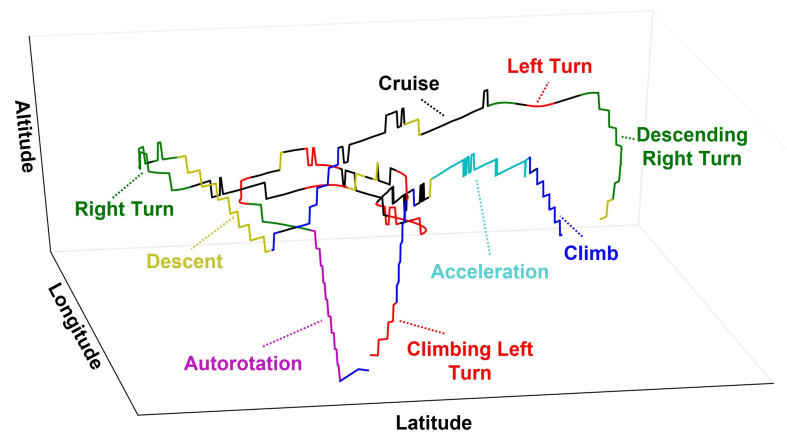 Left Turn
Cruise
Altitude
Descending
Right Turn
Right Turn
Climb
Descent
Acceleration
Longitude
Climbing Left
Turn
Autorotation
Latitude